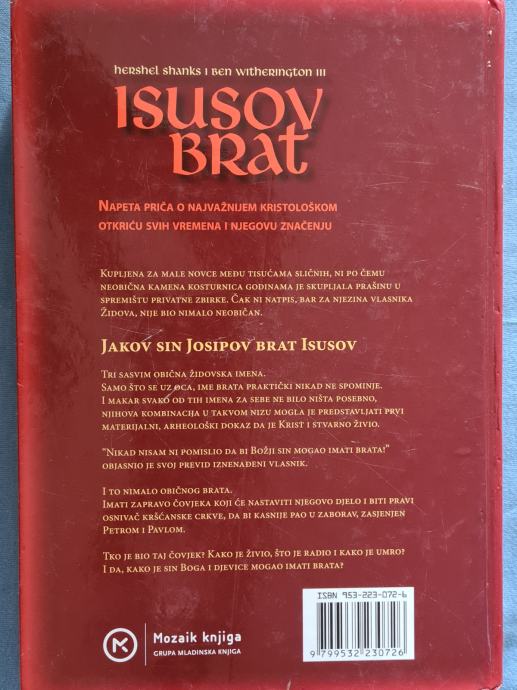 hershel shanks i ben witherington iii
ISUSOV
BRAT
NAPETA PRIČA O NAJVAŽNIJEM KRISTOLOŠKOM
OTKRIĆU SVIH VREMENA I NJEGOVU ZNAČENJU
KUPLJENA ZA MALE NOVCE MEĐU TISUĆAMA SLIČNIH, NI PO ČEMU
NEOBIČNA KAMENA KOSTURNICA GODINAMA JE SKUPLJALA PRAŠINU U
SPREMIŠTU PRIVATNE ZBIRKE. ČAK NI NATPIS, BAR ZA NJEZINA VLASNIKA
ŽIDOVA, NIJE BIO NIMALO NEOBIČAN.
JAKOV SIN JOSIPOV BRAT ISUSOV
TRI SASVIM OBIČNA ŽIDOVSKA IMENA.
SAMO ŠTO SE UZ OCA, IME BRATA PRAKTIČKI NIKAD NE SPOMINJE.
I MAKAR SVAKO OD TIH IMENA ZA SEBE NE BILO NIŠTA POSEBNO,
NJIHOVA KOMBINACIJA U TAKVOM NIZU MOGLA JE PREDSTAVLJATI PRVI
MATERIJALNI, ARHEOLOŠKI DOKAZ DA JE KRIST I STVARNO ŽIVIO.
"NIKAD NISAM NI POMISLIO DA BI BOŽJI SIN MOGAO IMATI BRATA!"
OBJASNIO JE SVOJ PREVID IZNENAĐENI VLASNIK.
I TO NIMALO OBIČNOG BRATA.
IMATI ZAPRAVO ČOVJEKA KOJI ĆE NASTAVITI NJEGOVO DJELO I BITI PRAVI
OSNIVAČ KRŠĆANSKE CRKVE, DA BI KASNIJE PAO U ZABORAV, ZASJENJEN
PETROM I PAVLOM.
TKO JE BIO TAJ ČOVJEK? KAKO JE ŽIVIO, ŠTO JE RADIO I KAKO JE UMRO?
I DA, KAKO JE SIN BOGA I DJEVICE MOGAO IMATI BRATA?
ISBN 953-223-072-6
9 799532 230726
Mozaik knjiga
GRUPA MLADINSKA KNJIGA